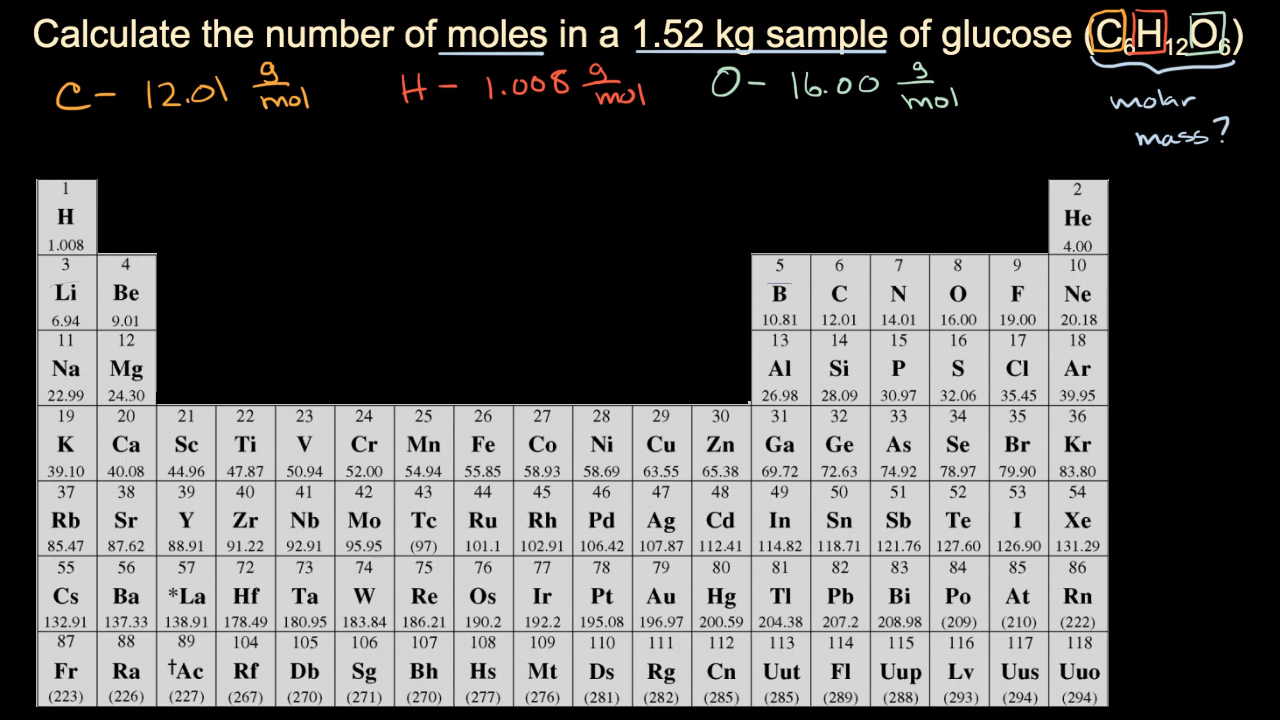 Calculate the number of moles in a 1.52 kg sample of glucose (C6H12O6)
C - 12.01 g/mol H - 1.008 g/mol O - 16.00 g/mol
molar
mass?
1 2
H He
1.008 4.00
3 4 5 6 7 8 9 10
Li Be B C N O F Ne
6.94 9.01 10.81 12.01 14.01 16.00 19.00 20.18
11 12 13 14 15 16 17 18
Na Mg Al Si P S Cl Ar
22.99 24.30 26.98 28.09 30.97 32.06 35.45 39.95
19 20 21 22 23 24 25 26 27 28 29 30 31 32 33 34 35 36
K Ca Sc Ti V Cr Mn Fe Co Ni Cu Zn Ga Ge As Se Br Kr
39.10 40.08 44.96 47.87 50.94 52.00 54.94 55.85 58.93 58.69 63.55 65.38 69.72 72.63 74.92 78.97 79.90 83.80
37 38 39 40 41 42 43 44 45 46 47 48 49 50 51 52 53 54
Rb Sr Y Zr Nb Mo Tc Ru Rh Pd Ag Cd In Sn Sb Te I Xe
85.47 87.62 88.91 91.22 92.91 95.95 (97) 101.1 102.91 106.42 107.87 112.41 114.82 118.71 121.76 127.60 126.90 131.29
55 56 57 72 73 74 75 76 77 78 79 80 81 82 83 84 85 86
Cs Ba *La Hf Ta W Re Os Ir Pt Au Hg Tl Pb Bi Po At Rn
132.91 137.33 138.91 178.49 180.95 183.84 186.21 190.2 192.2 195.08 196.97 200.59 204.38 207.2 208.98 (209) (210) (222)
87 88 89 104 105 106 107 108 109 110 111 112 113 114 115 116 117 118
Fr Ra †Ac Rf Db Sg Bh Hs Mt Ds Rg Cn Uut Fl Uup Lv Uus Uuo
(223) (226) (227) (267) (270) (271) (270) (277) (276) (281) (282) (285) (285) (289) (288) (293) (294) (294)